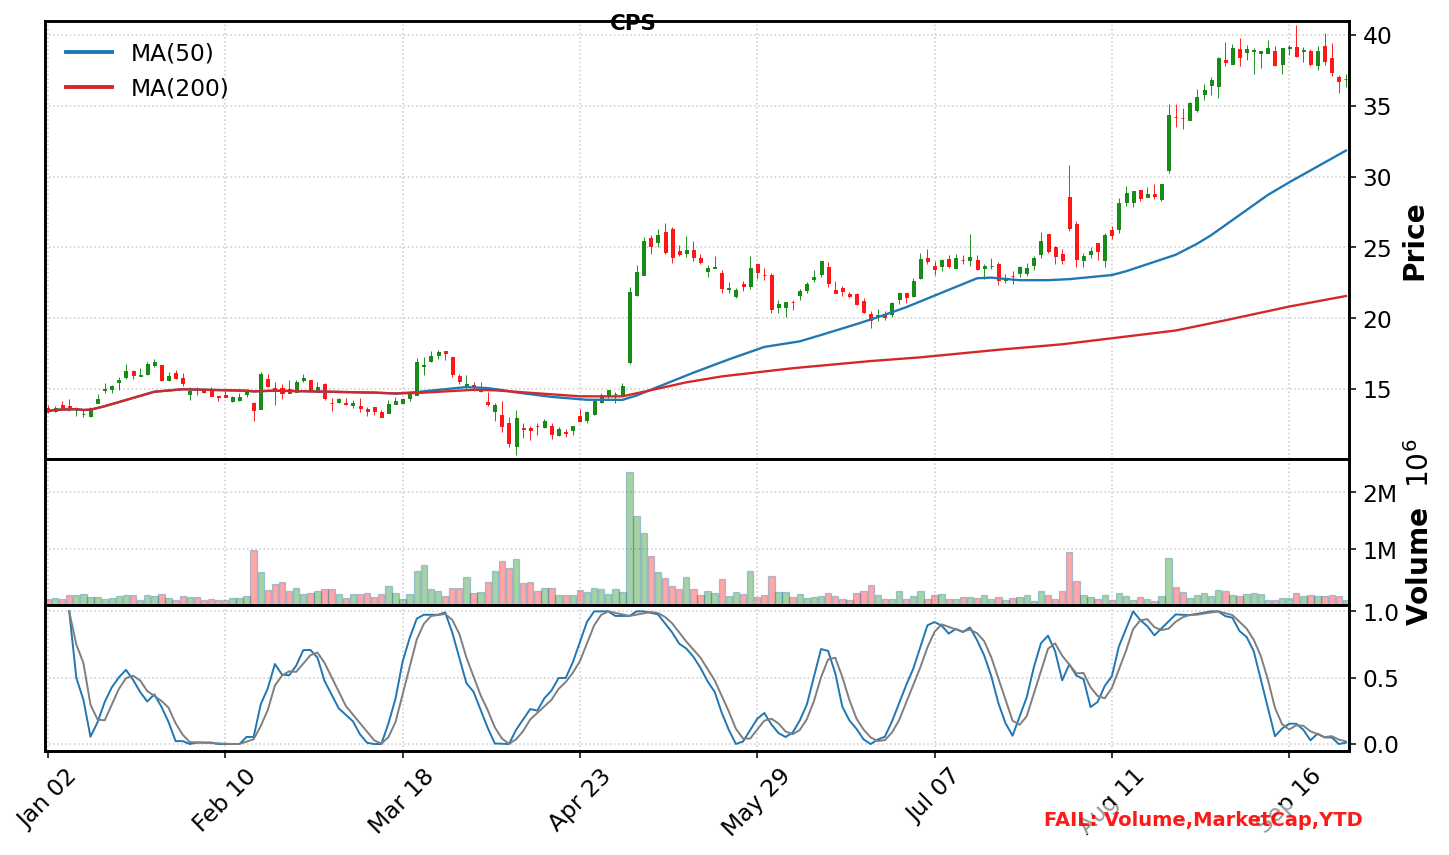 CPS
MA(50)
MA(200)
40
35
30
25
20
15
Price
2M
1M
Volume 10⁶
1.0
0.5
0.0
Jan 02
Feb 10
Mar 18
Apr 23
May 29
Jul 07
Aug 11
Sep 16
FAIL: Volume,MarketCap,YTD